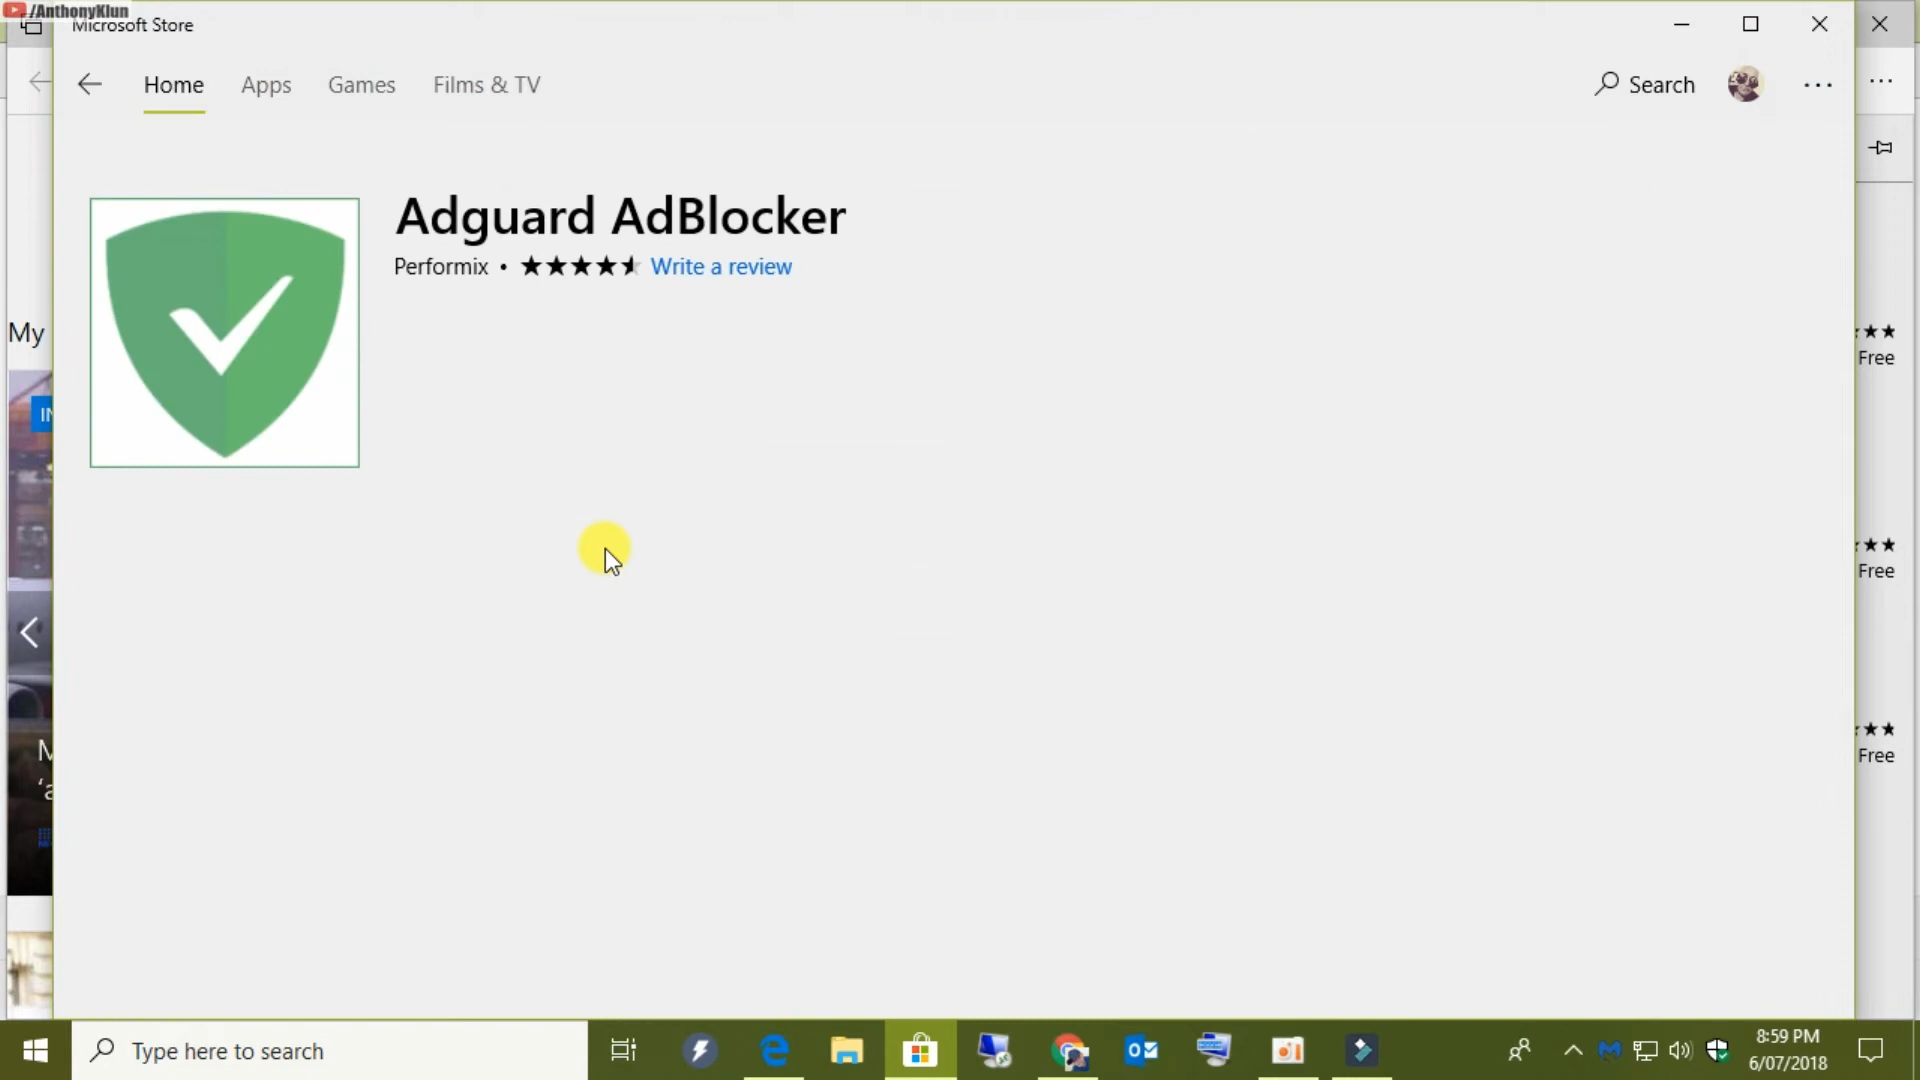 /AnthonyKlun
Microsoft Store
Home Apps Games Films & TV
Search
Adguard AdBlocker
Performix • Write a review
My
Free
Free
Free
Type here to search
8:59 PM
6/07/2018